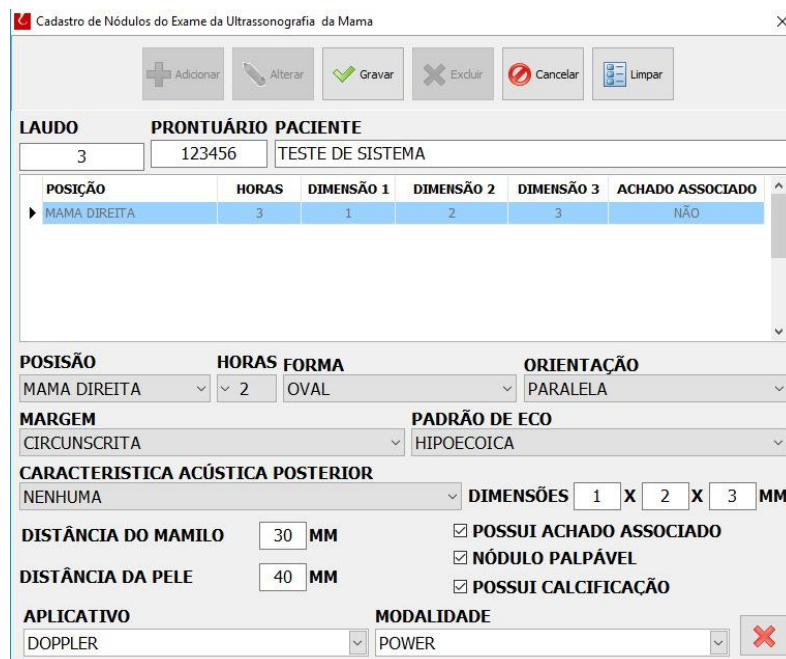 Cadastro de Nódulos do Exame da Ultrassonografia da Mama
Adicionar Alterar Gravar Excluir Cancelar Limpar
LAUDO PRONTUÁRIO PACIENTE
3 123456 TESTE DE SISTEMA
POSIÇÃO HORAS DIMENSÃO 1 DIMENSÃO 2 DIMENSÃO 3 ACHADO ASSOCIADO
MAMA DIREITA 3 1 2 3 NÃO
POSISÃO HORAS FORMA ORIENTAÇÃO
MAMA DIREITA 2 OVAL PARALELA
MARGEM PADRÃO DE ECO
CIRCUNSCRITA HIPOECOICA
CARACTERISTICA ACÚSTICA POSTERIOR
NENHUMA DIMENSÕES 1 X 2 X 3 MM
DISTÂNCIA DO MAMILO 30 MM POSSUI ACHADO ASSOCIADO
NÓDULO PALPÁVEL
DISTÂNCIA DA PELE 40 MM POSSUI CALCIFICAÇÃO
APLICATIVO MODALIDADE
DOPPLER POWER